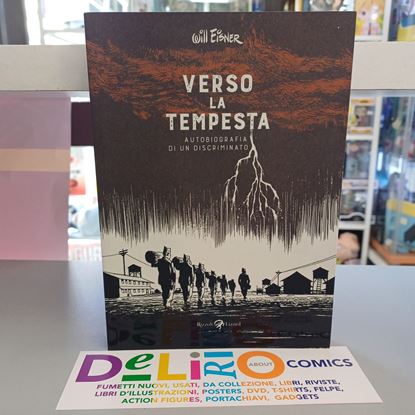 Will Eisner
VERSO
LA
TEMPESTA
AUTOBIOGRAFIA
DI UN DISCRIMINATO
Rizzoli Lizard
DeLiRIO ABOUT COMICS
FUMETTI NUOVI, USATI, DA COLLEZIONE, LIBRI, RIVISTE,
LIBRI D'ILLUSTRAZIONI, POSTERS, DVD, T-SHIRTS, FELPE,
ACTION FIGURES, PORTACHIAVI, GADGETS